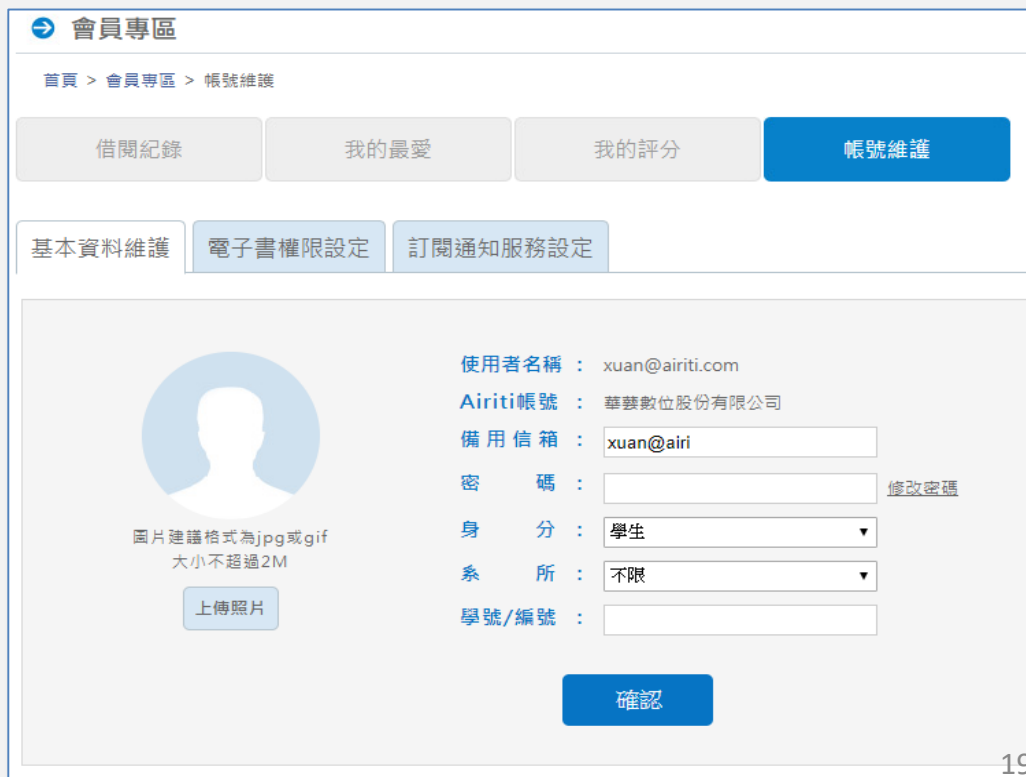 會員專區
首頁 > 會員專區 > 帳號維護
借閱紀錄 我的最愛 我的評分 帳號維護
基本資料維護 電子書權限設定 訂閱通知服務設定
使用者名稱 : xuan@airiti.com
Airiti帳號 : 華藝數位股份有限公司
備用信箱 : xuan@airi
密 碼 : 修改密碼
圖片建議格式為jpg或gif
大小不超過2M
上傳照片
身 分 : 學生
系 所 : 不限
學號/編號 :
確認
19